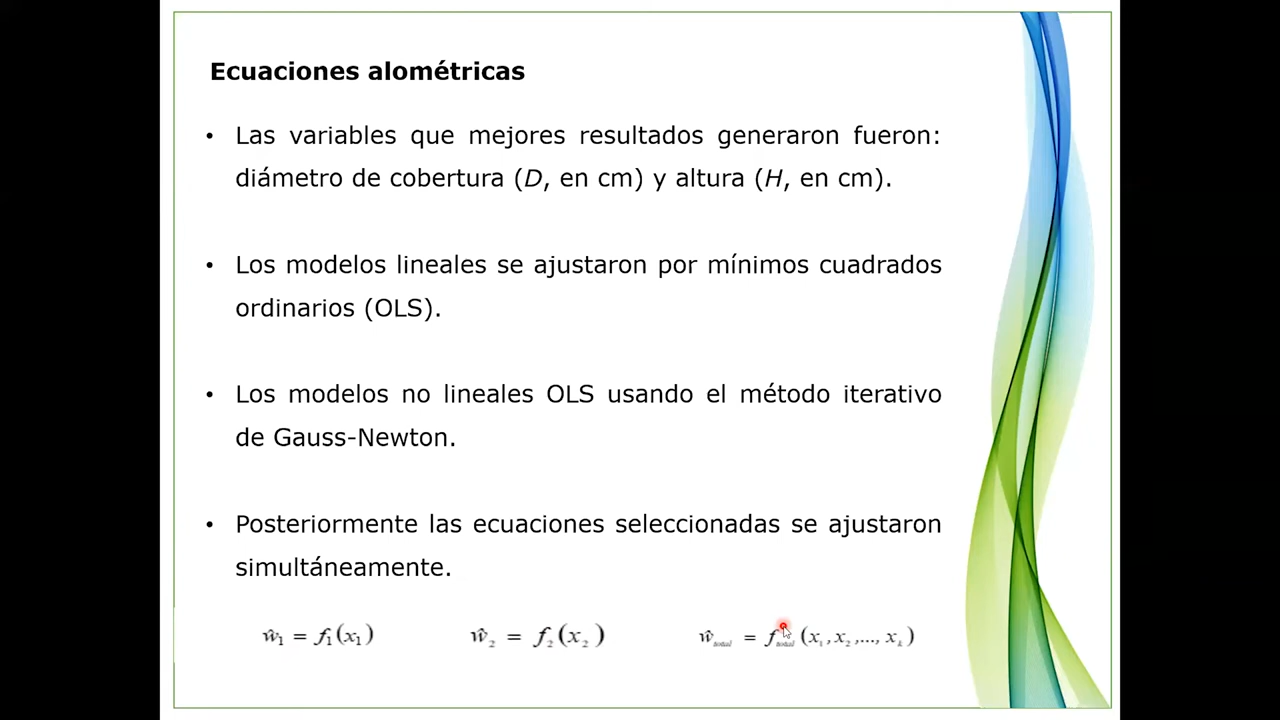 Ecuaciones alométricas
• Las variables que mejores resultados generaron fueron:
diámetro de cobertura (D, en cm) y altura (H, en cm).
• Los modelos lineales se ajustaron por mínimos cuadrados
ordinarios (OLS).
• Los modelos no lineales OLS usando el método iterativo
de Gauss-Newton.
• Posteriormente las ecuaciones seleccionadas se ajustaron
simultáneamente.
ŵ₁ = f₁(x₁) ŵ₂ = f₂(x₂) ŵtotal = ftotal(x₁, x₂,..., xₖ)